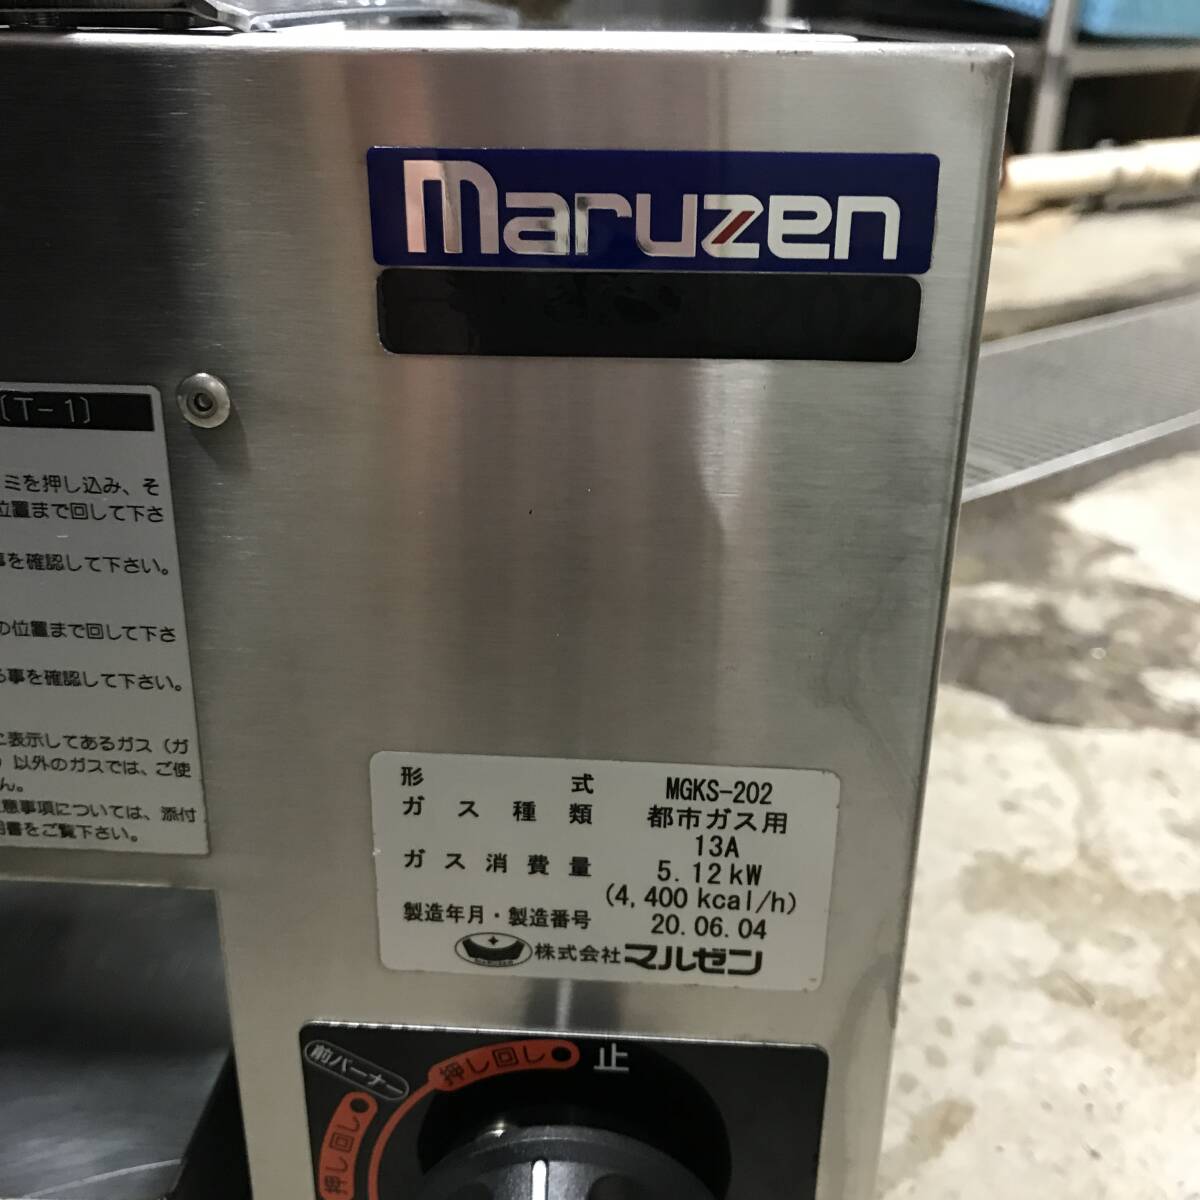 maruzen
202
〔T-1〕
ミを押し込み、そ
位置まで回して下さ
事を確認して下さい。
の位置まで回して下さ
る事を確認して下さい。
に表示してあるガス（ガ
）以外のガスでは、ご使
ん。
意事項については、添付
明書をご覧下さい。
形式 MGKS-202
ガス種類 都市ガス用
13A
ガス消費量 5.12kW
(4,400kcal/h)
製造年月・製造番号 20.06.04
株式会社マルゼン
前バーナー
押し回し
止
押し回し